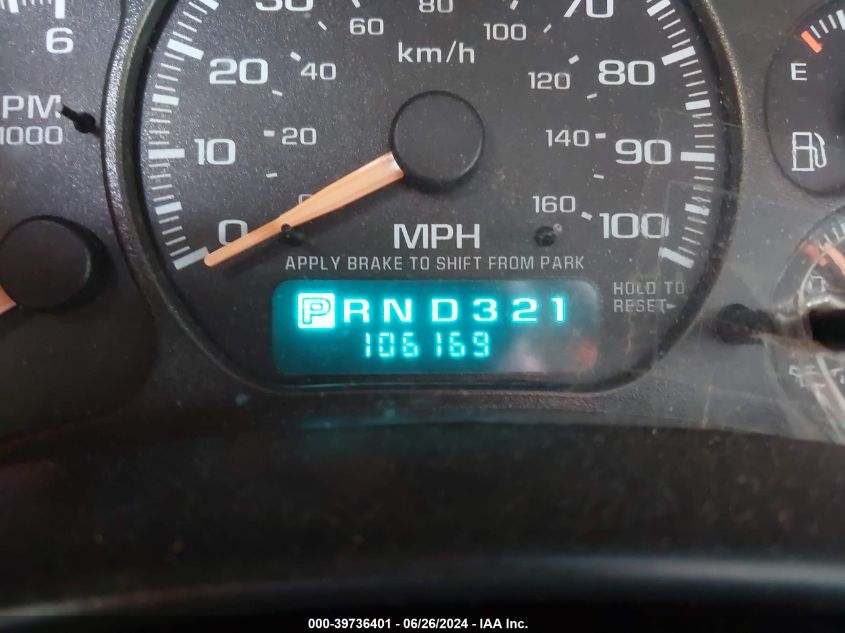 30 80 70
6 60 100
km/h
20 40 120 80 E
PM
1000 10 20 140 90
0 160 100
MPH
APPLY BRAKE TO SHIFT FROM PARK
HOLD TO
RESET
P R N D 3 2 1
106169
000-39736401 - 06/26/2024 - IAA Inc.